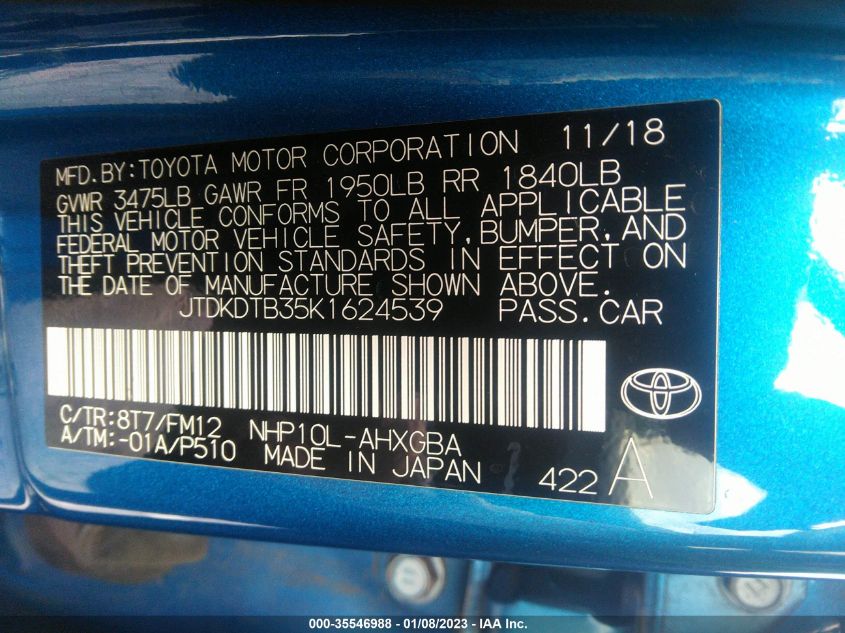 MFD.BY:TOYOTA MOTOR CORPORATION 11/18
GVWR 3475LB GAWR FR 1950LB RR 1840LB
THIS VEHICLE CONFORMS TO ALL APPLICABLE
FEDERAL MOTOR VEHICLE SAFETY,BUMPER,AND
THEFT PREVENTION STANDARDS IN EFFECT ON
THE DATE OF MANUFACTURE SHOWN ABOVE.
JTDKDTB35K1624539 PASS.CAR
C/TR:8T7/FM12 NHP10L-AHXGBA
A/TM:-01A/P510 MADE IN JAPAN 422 A
000-35546988 - 01/08/2023 - IAA Inc.